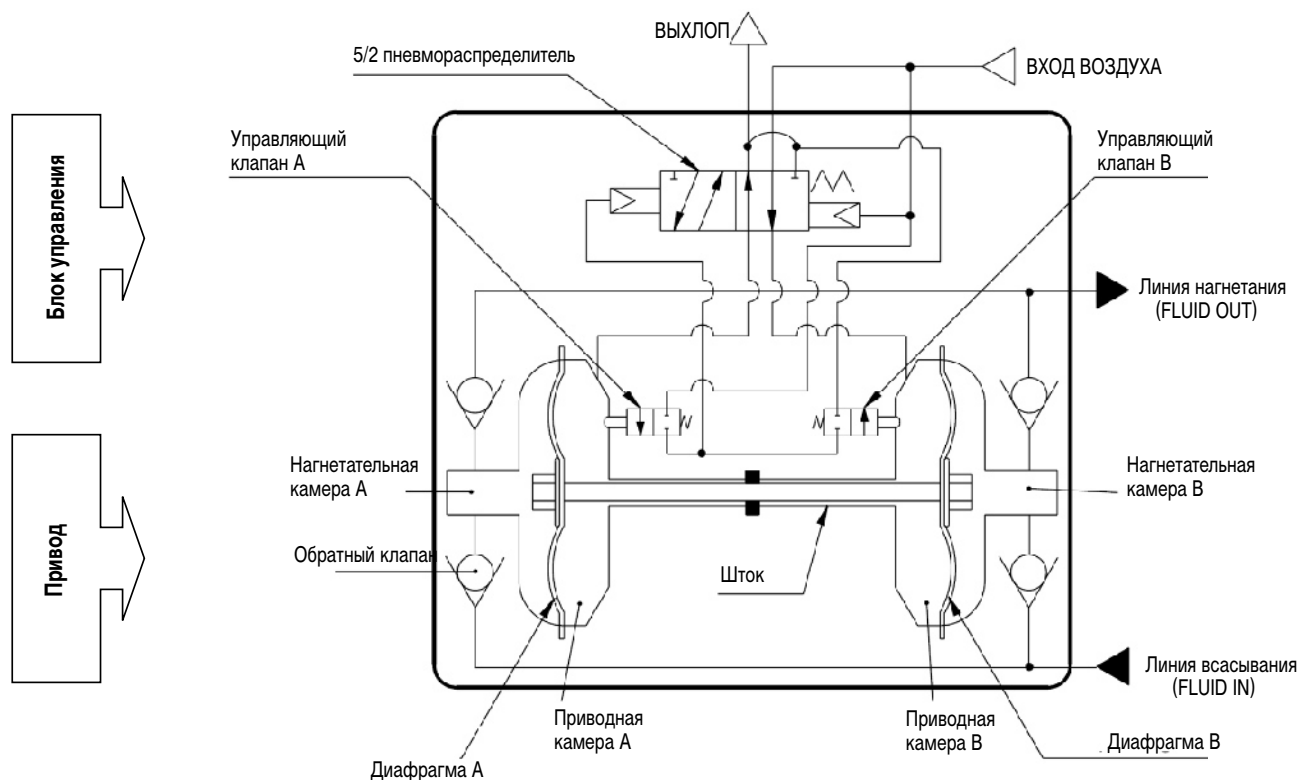 ВЫХЛОП
5/2 пневмораспределитель
ВХОД ВОЗДУХА
Управляющий
клапан А
Управляющий
клапан В
Блок управления
Линия нагнетания
(FLUID OUT)
Нагнетательная
камера А
Нагнетательная
камера В
Привод
Обратный клапан
Шток
Линия всасывания
(FLUID IN)
Приводная
камера А
Приводная
камера В
Диафрагма А
Диафрагма В